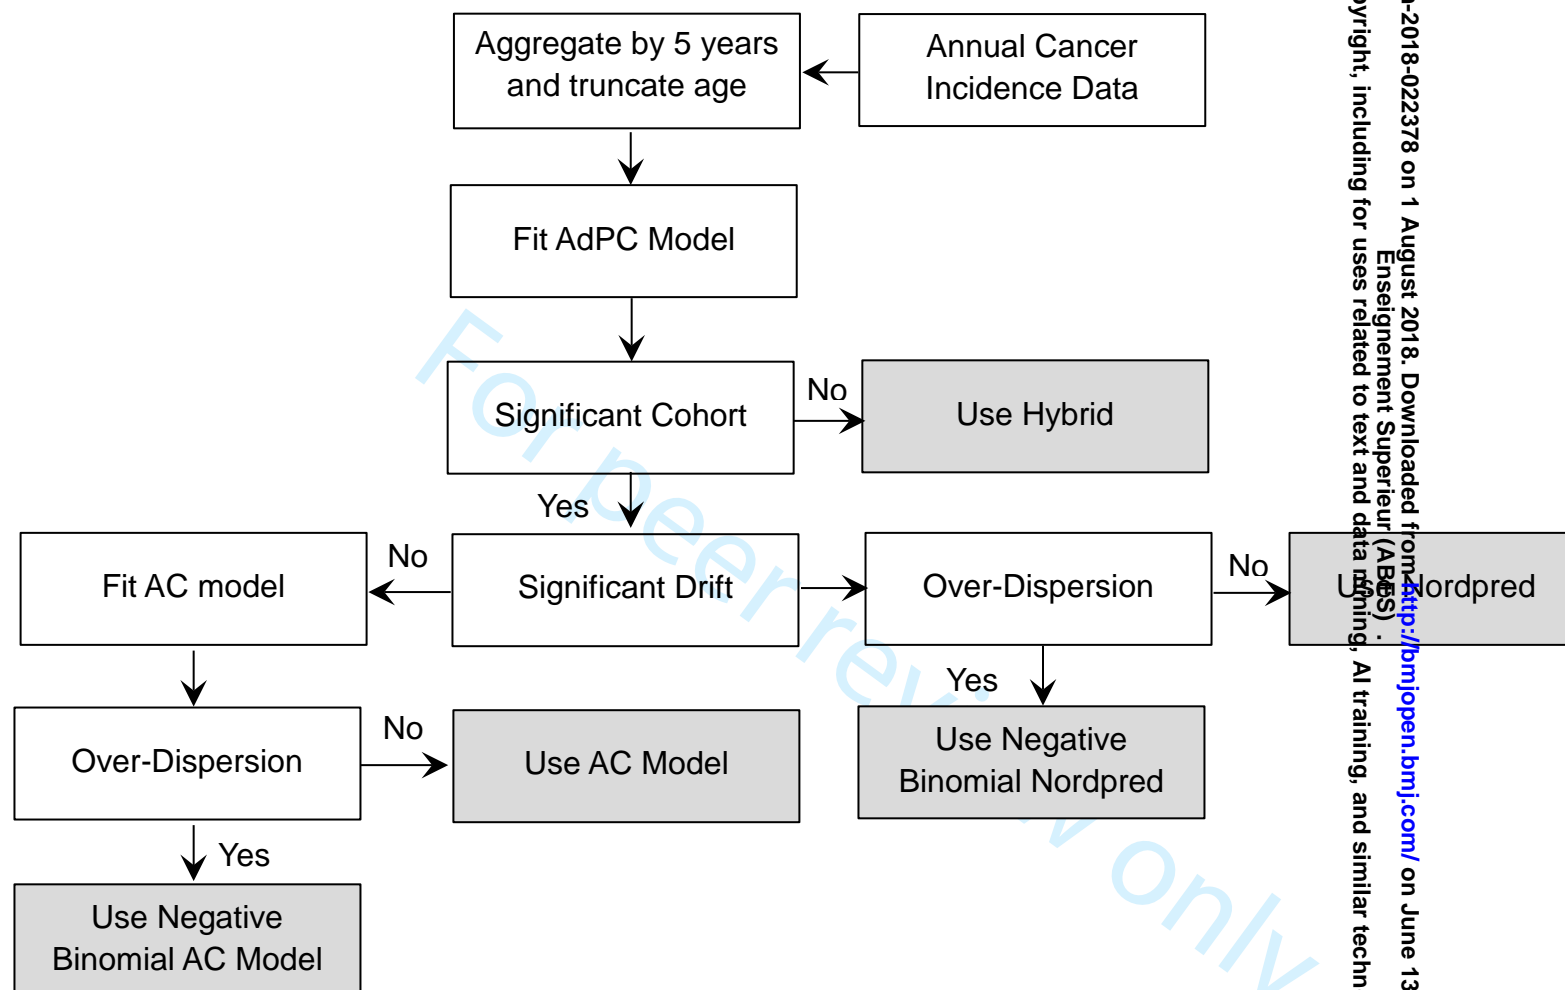 Aggregate by 5 years
and truncate age
Annual Cancer
Incidence Data
Fit AdPC Model
Significant Cohort
No
Use Hybrid
Yes
Fit AC model
No
Significant Drift
Over-Dispersion
No
Use Nordpred
Over-Dispersion
No
Use AC Model
Yes
Use Negative
Binomial Nordpred
Yes
Use Negative
Binomial AC Model
For peer review only
-2018-022378 on 1 August 2018. Downloaded from http://bmjopen.bmj.com/ on June 13
Enseignement Superieur (ABES) .
pyright, including for uses related to text and data mining, AI training, and similar techn